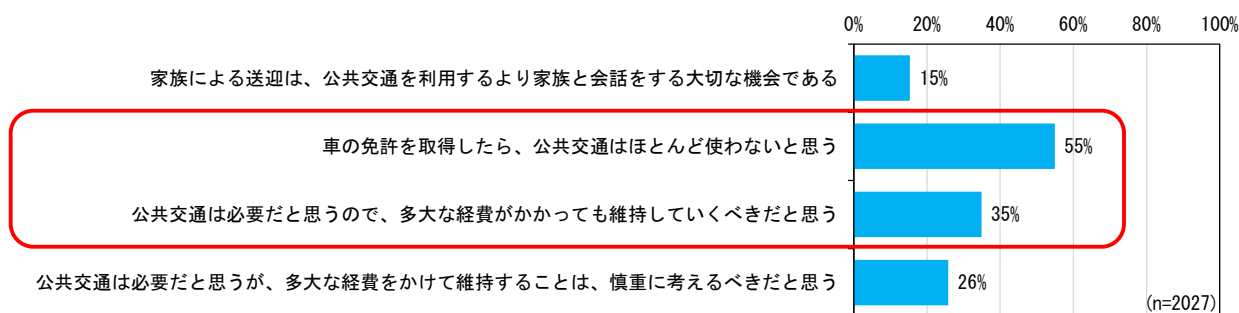 0% 20% 40% 60% 80% 100%
家族による送迎は、公共交通を利用するより家族と会話をする大切な機会である 15%
車の免許を取得したら、公共交通はほとんど使わないと思う 55%
公共交通は必要だと思うので、多大な経費がかかっても維持していくべきだと思う 35%
公共交通は必要だと思うが、多大な経費をかけて維持することは、慎重に考えるべきだと思う 26%
(n=2027)